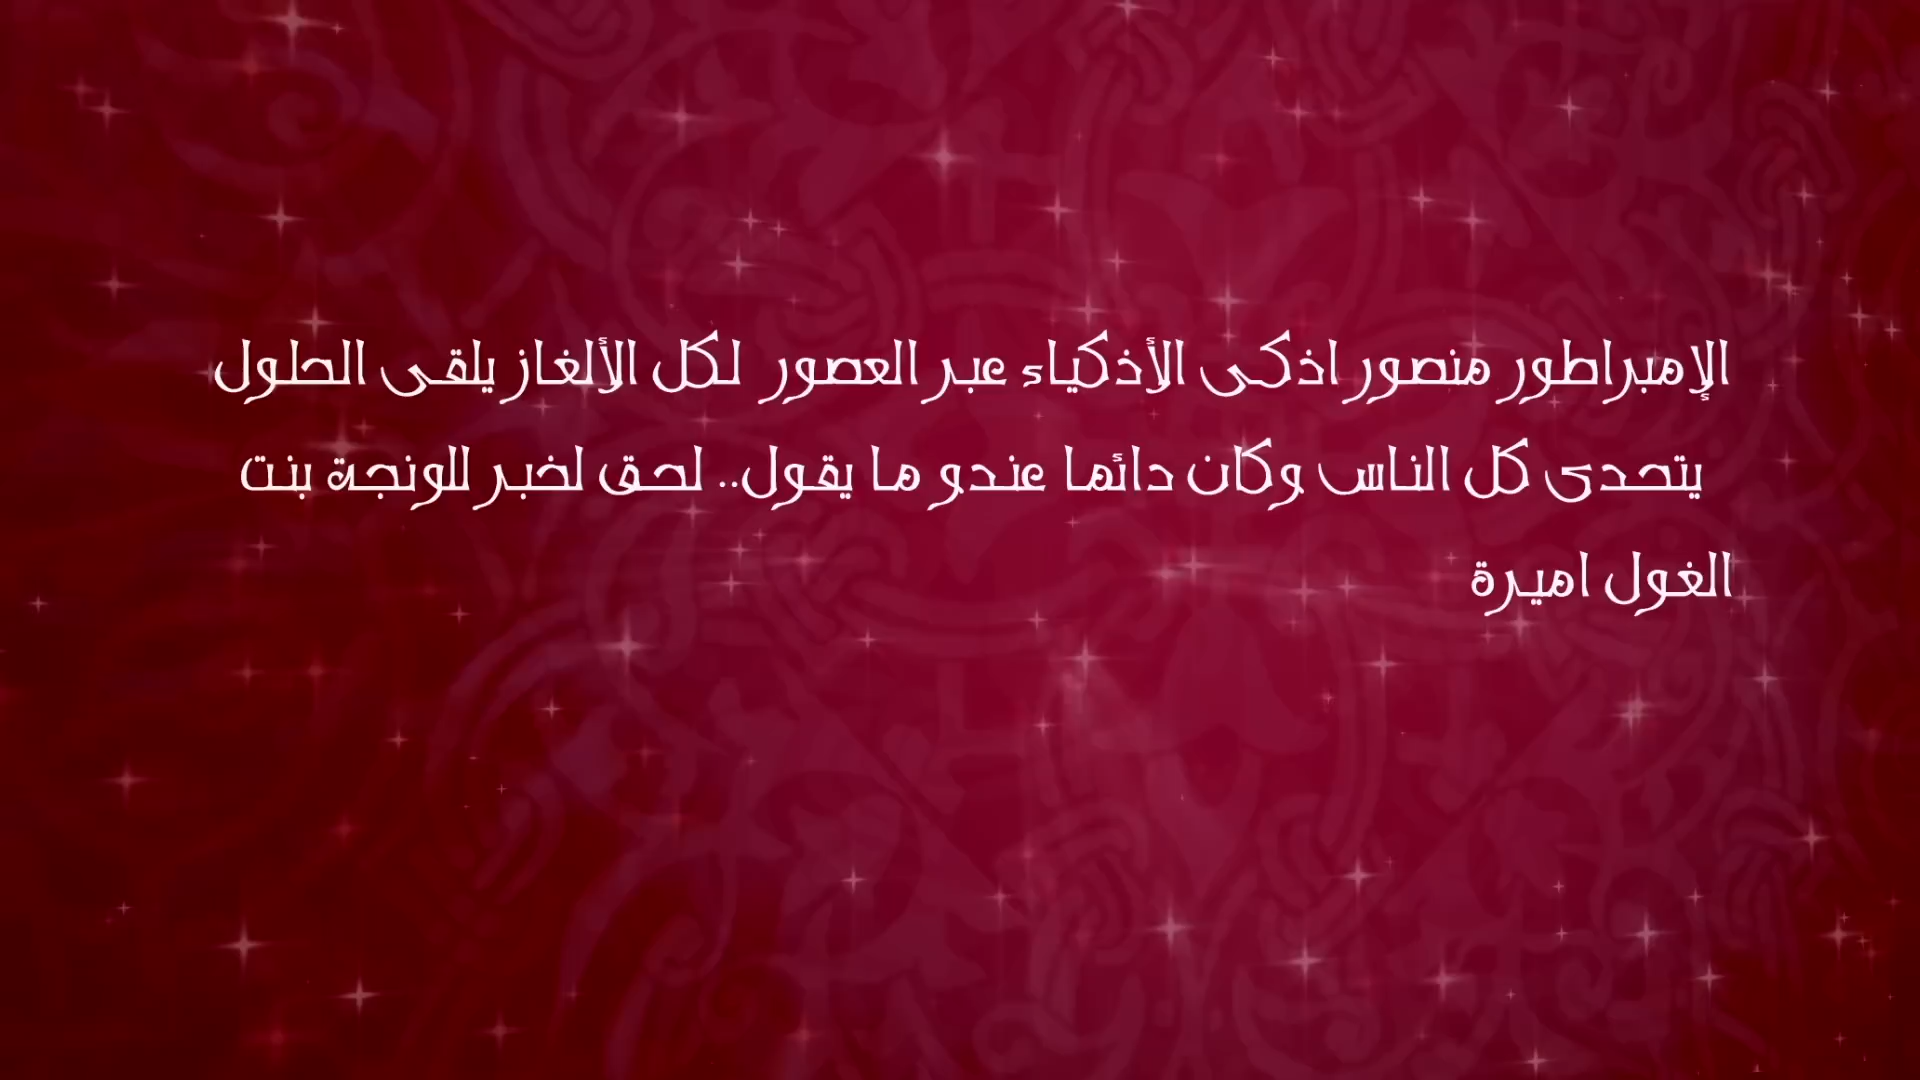 الإمبراطور منصور اذكى الأذكياء عبر العصور لكل الألغاز يلقى الحلول
يتحدى كل الناس وكان دائما عندو ما يقول.. لحق لخبر للونجة بنت
الغول اميرة